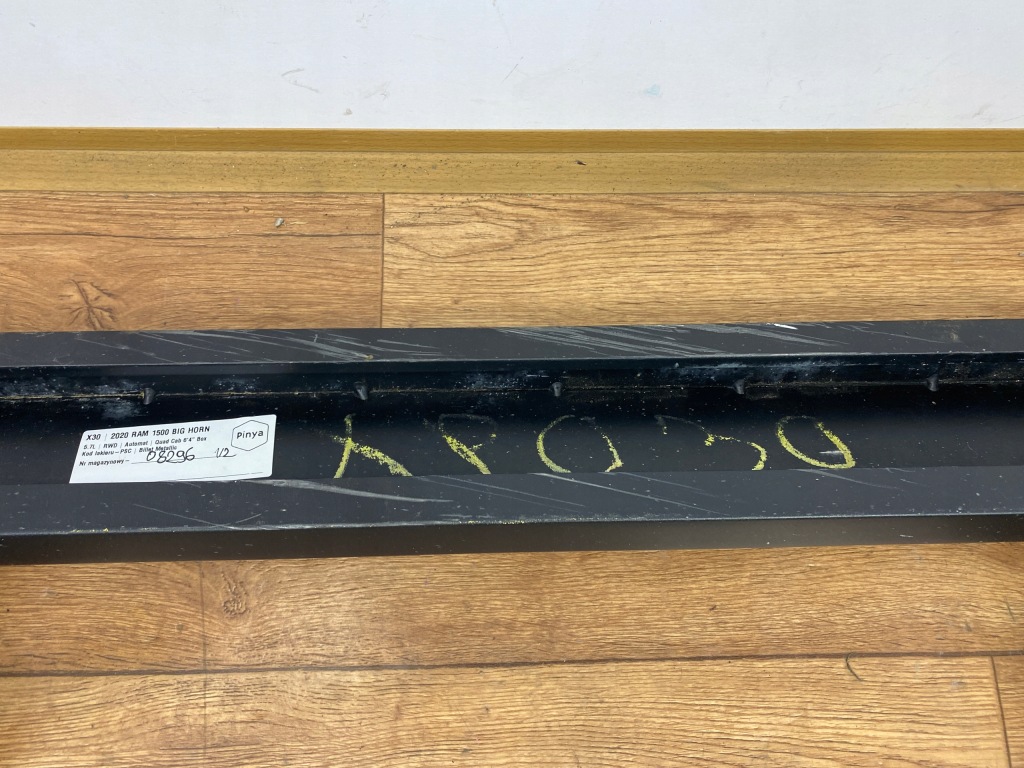 X30 | 2020 RAM 1500 BIG HORN
5.7L | RWD | Automat | Quad Cab 6'4" Box
Kod lakieru – PSC | Billet Metallic
Nr magazynowy – 08296 1/2
Pinya
XPO30